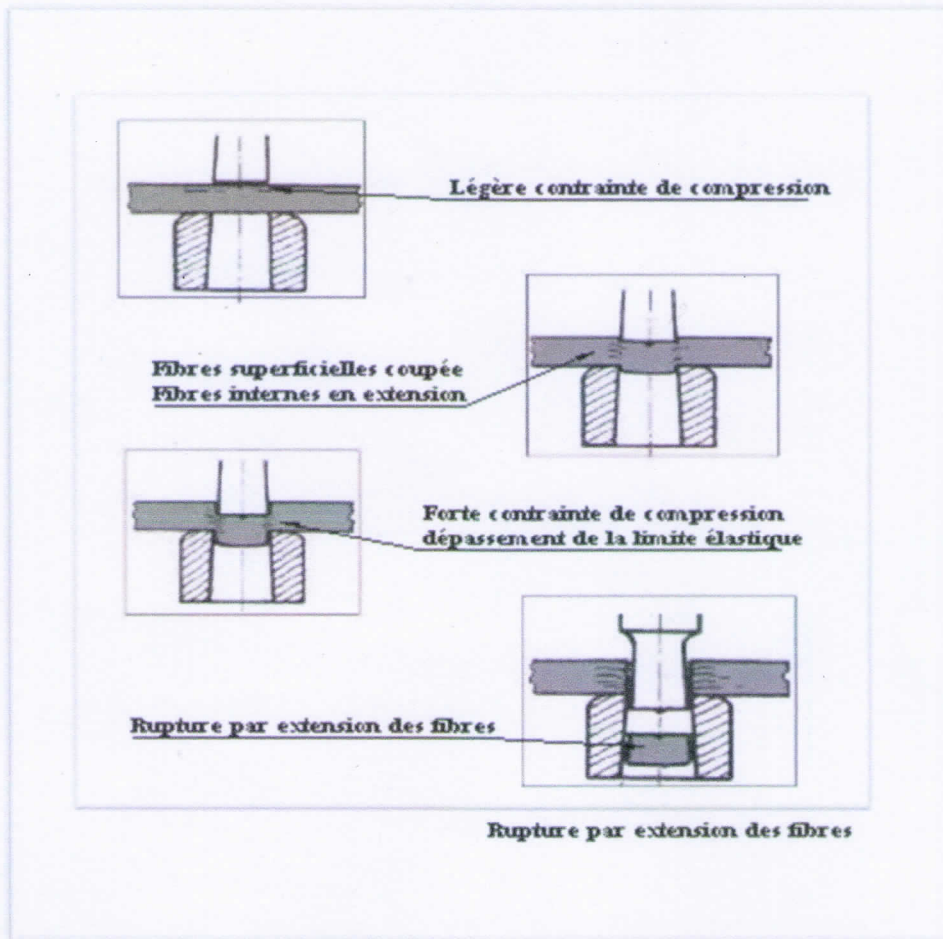 Légère contrainte de compression
Fibres superficielles coupée
Fibres internes en extension
Forte contrainte de compression
dépassement de la limite élastique
Rupture par extension des fibres
Rupture par extension des fibres